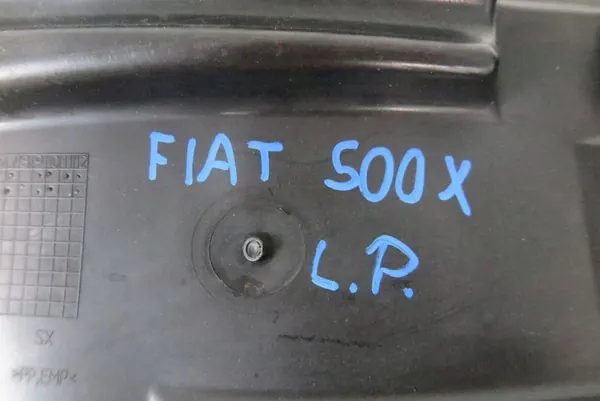 FIAT 500X
L.P.
SX
>PP.EMP<